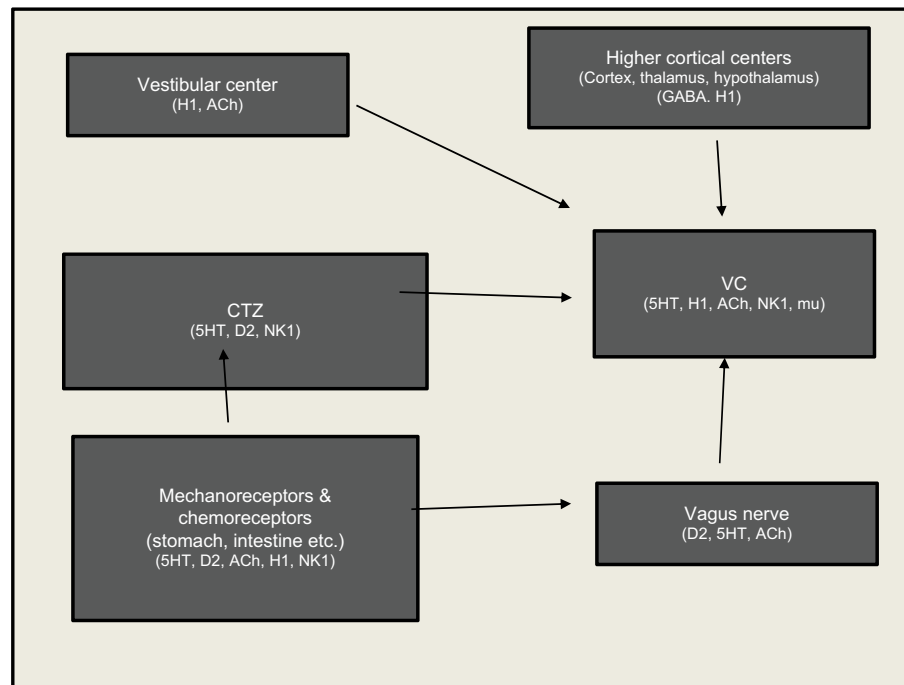 Vestibular center
(H1, ACh)
Higher cortical centers
(Cortex, thalamus, hypothalamus)
(GABA. H1)
CTZ
(5HT, D2, NK1)
VC
(5HT, H1, ACh, NK1, mu)
Mechanoreceptors &
chemoreceptors
(stomach, intestine etc.)
(5HT, D2, ACh, H1, NK1)
Vagus nerve
(D2, 5HT, ACh)